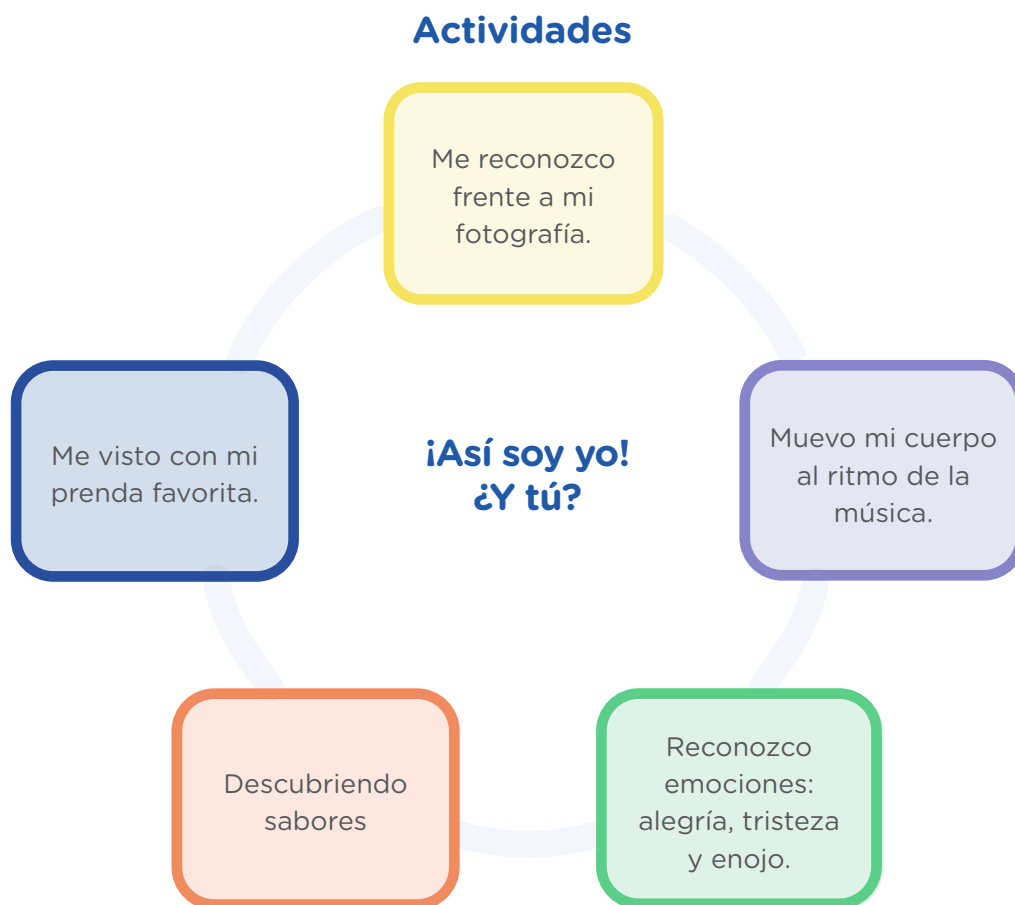 Actividades
Me reconozco
frente a mi
fotografía.
Muevo mi cuerpo
al ritmo de la
música.
Reconozco
emociones:
alegría, tristeza
y enojo.
Descubriendo
sabores
Me visto con mi
prenda favorita.
¡Así soy yo!
¿Y tú?